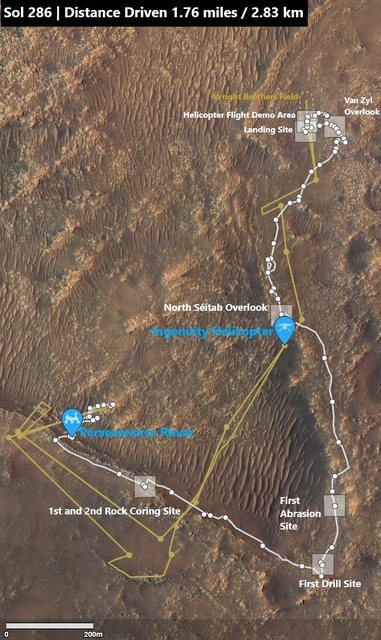 Sol 286 | Distance Driven 1.76 miles / 2.83 km
Wright Brothers Field
Van Zyl
Overlook
Helicopter Flight Demo Area
Landing Site
North Séítah Overlook
Ingenuity Helicopter
Perseverance Rover
1st and 2nd Rock Coring Site
First
Abrasion
Site
First Drill Site
0
200m